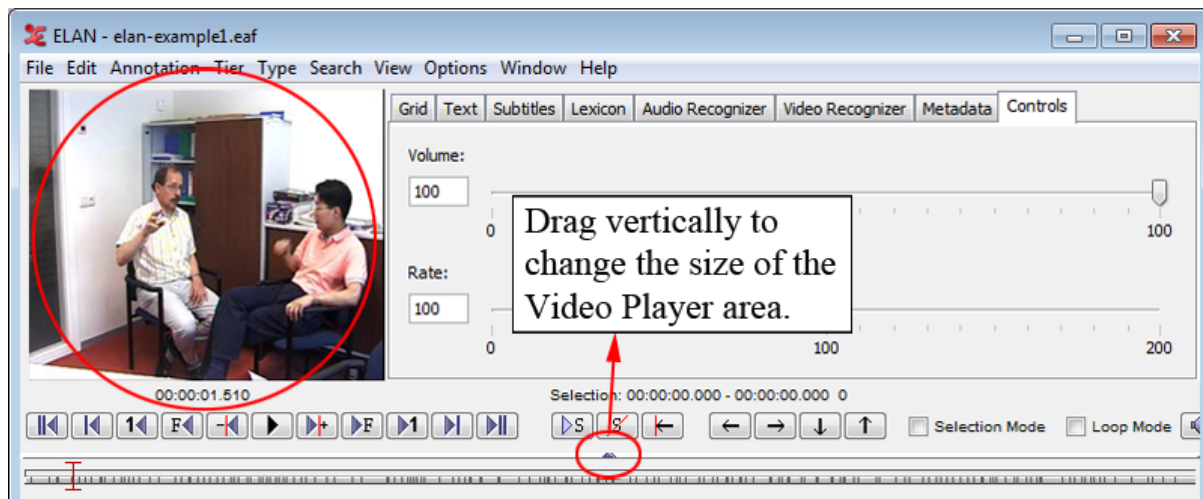 ELAN - elan-example1.eaf
File Edit Annotation Tier Type Search View Options Window Help
Grid Text Subtitles Lexicon Audio Recognizer Video Recognizer Metadata Controls
Volume:
100
0 100
Drag vertically to
change the size of the
Video Player area.
Rate:
100
0 100 200
00:00:01.510 Selection: 00:00:00.000 - 00:00:00.000 0
1 F F 1 S S Selection Mode Loop Mode